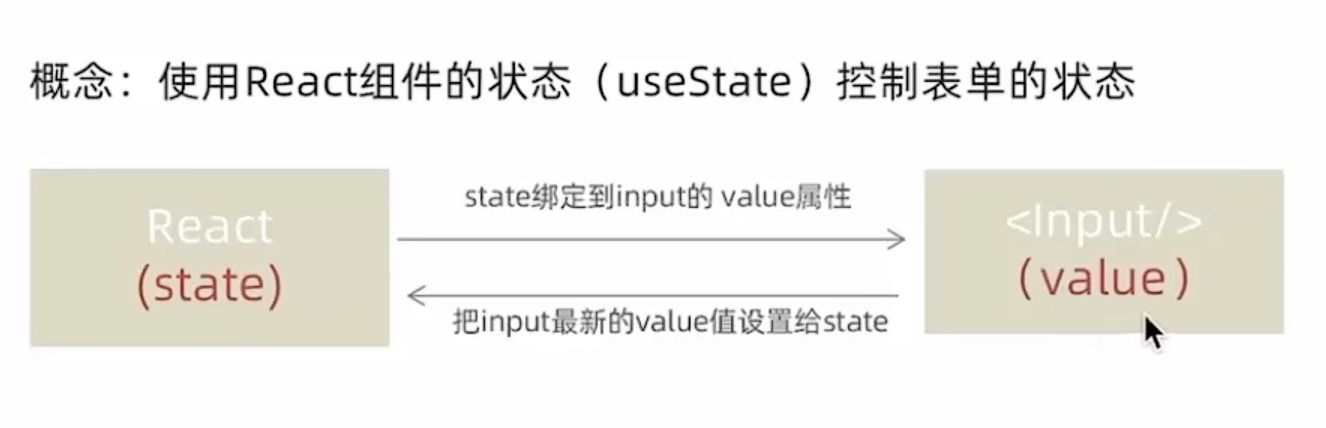 概念：使用React组件的状态（useState）控制表单的状态
state绑定到input的 value属性
React
(state)
<Input/>
(value)
把input最新的value值设置给state